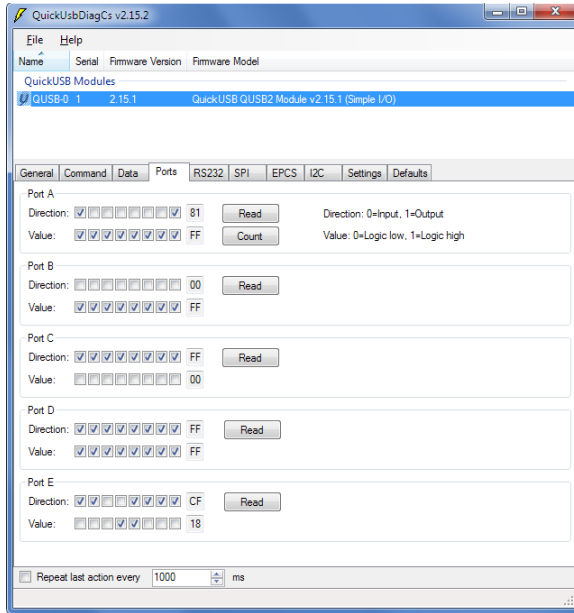 QuickUsbDiagCs v2.15.2
File Help
Name Serial Firmware Version Firmware Model
QuickUSB Modules
QUSB-0 1 2.15.1 QuickUSB QUSB2 Module v2.15.1 (Simple I/O)
General Command Data Ports RS232 SPI EPCS I2C Settings Defaults
Port A
Direction: 81 Read Direction: 0=Input, 1=Output
Value: FF Count Value: 0=Logic low, 1=Logic high
Port B
Direction: 00 Read
Value: FF
Port C
Direction: FF Read
Value: 00
Port D
Direction: FF Read
Value: FF
Port E
Direction: CF Read
Value: 18
Repeat last action every 1000 ms